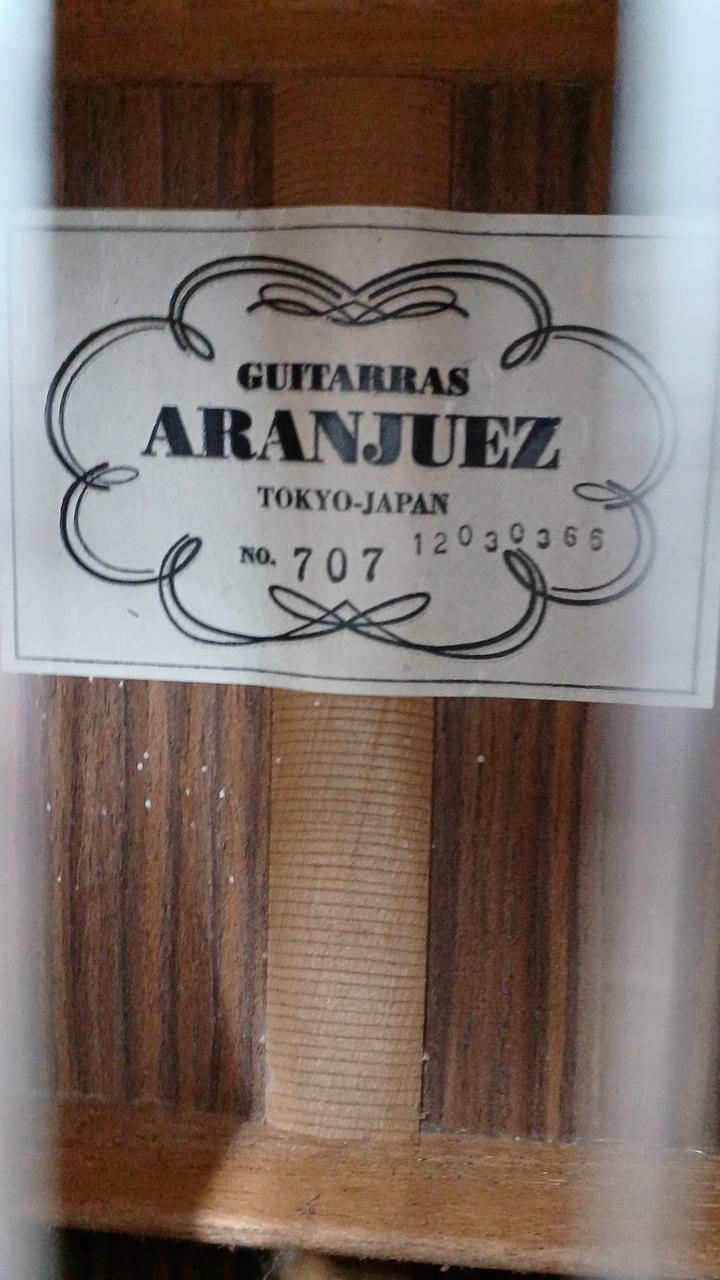 GUITARRAS
ARANJUEZ
TOKYO-JAPAN
NO. 707 12030366